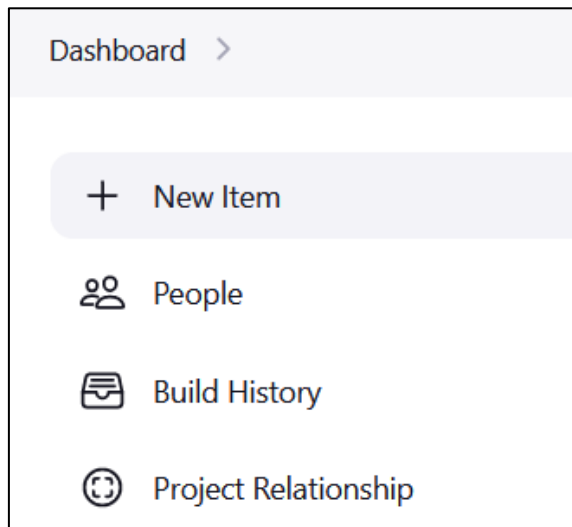 Dashboard
New Item
People
Build History
Project Relationship